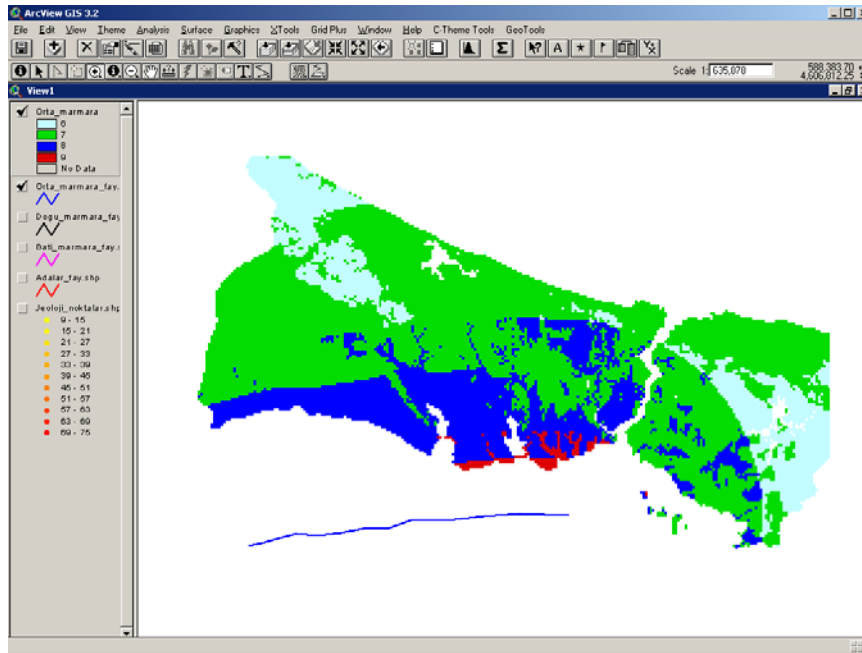 ArcView GIS 3.2
File Edit View Theme Analysis Surface Graphics XTools Grid Plus Window Help C-Theme Tools GeoTools
Scale 1: 635,878
588,383.70
4,606,812.25
View1
Orta_marmara
6
7
8
9
No Data
Orta_marmara_fay.
Dogu_marmara_fay
Bati_marmara_fay.s
Adalar_fay.shp
Jeoloji_noktalar.shp
9 - 15
15 - 21
21 - 27
27 - 33
33 - 39
39 - 45
45 - 51
51 - 57
57 - 63
63 - 69
69 - 75